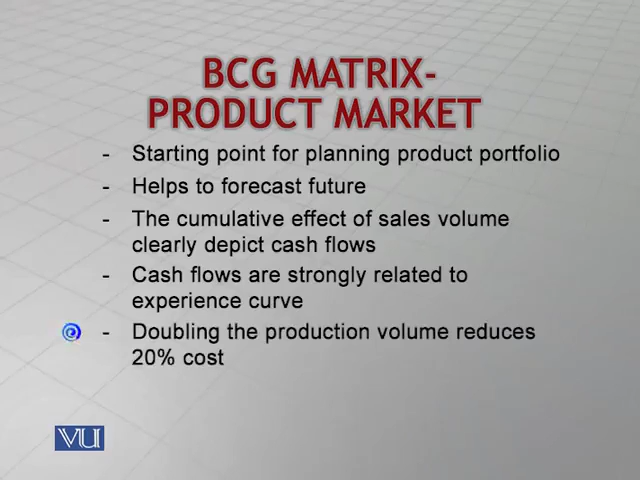 BCG MATRIX-
PRODUCT MARKET
- Starting point for planning product portfolio
- Helps to forecast future
- The cumulative effect of sales volume
clearly depict cash flows
- Cash flows are strongly related to
experience curve
- Doubling the production volume reduces
20% cost
VU